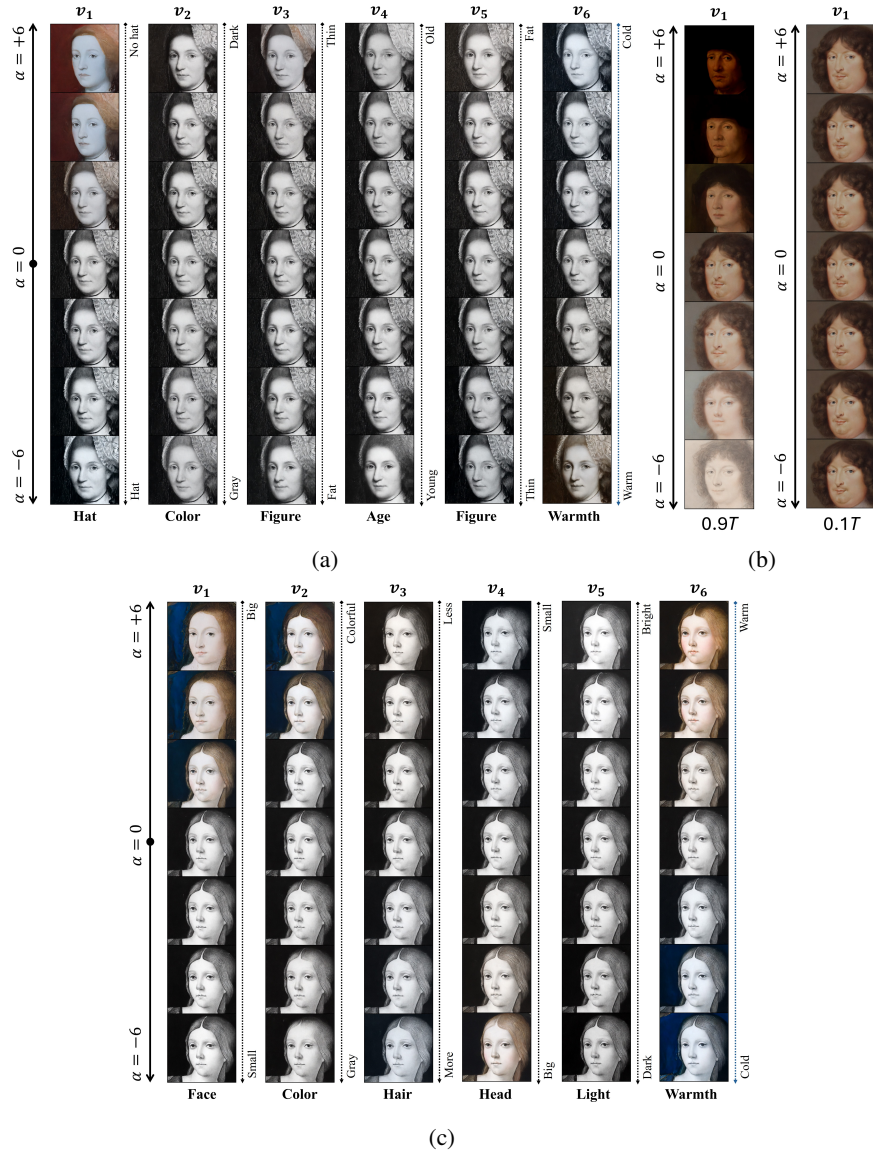 v₁ v₂ v₃ v₄ v₅ v₆
α = +6
α = 0
α = −6
No hat
Hat
Dark
Gray
Thin
Fat
Old
Young
Fat
Thin
Cold
Warm
Hat Color Figure Age Figure Warmth
(a)
v₁ v₁
α = +6
α = 0
α = −6
α = +6
α = 0
α = −6
0.9T 0.1T
(b)
v₁ v₂ v₃ v₄ v₅ v₆
α = +6
α = 0
α = −6
Big
Small
Colorful
Gray
Less
More
Small
Big
Bright
Dark
Warm
Cold
Face Color Hair Head Light Warmth
(c)